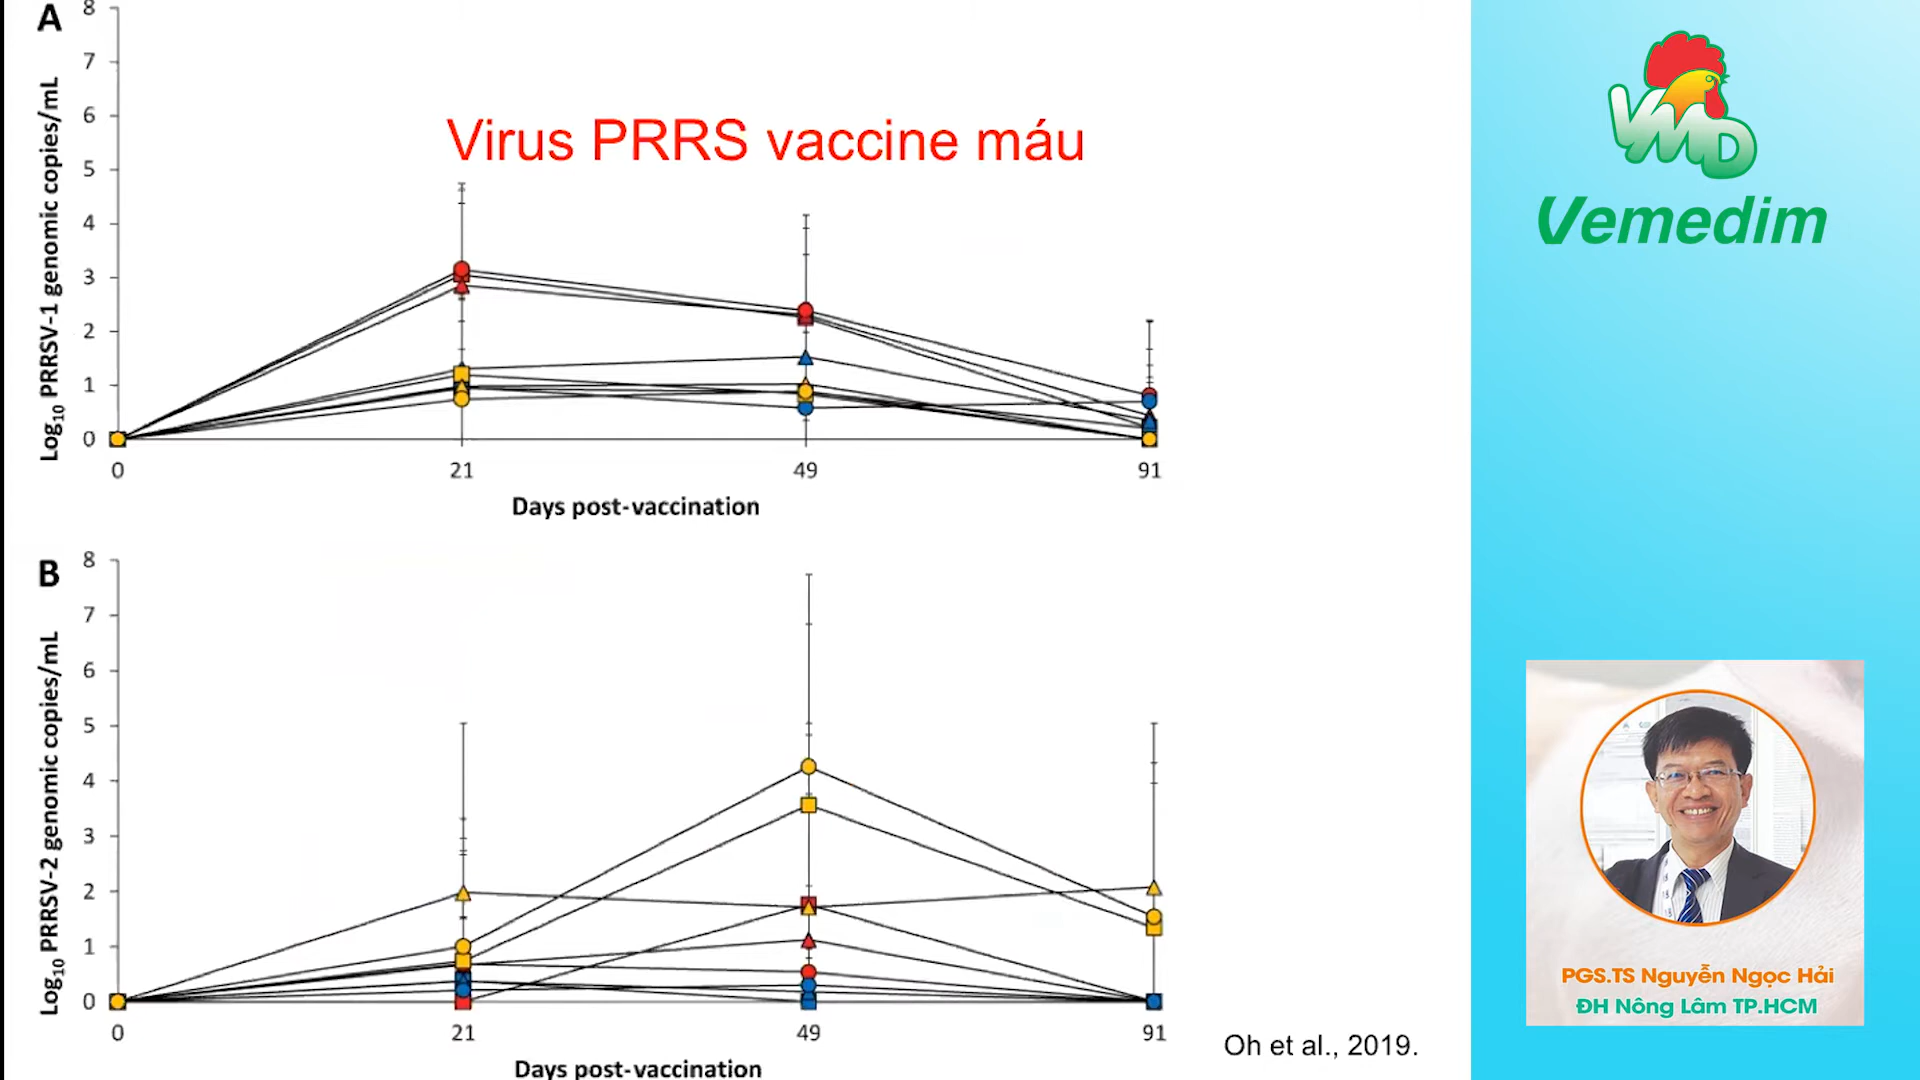 A
8
7
6
5
4
3
2
1
0
Log10 PRRSV-1 genomic copies/mL
Virus PRRS vaccine máu
0 21 49 91
Days post-vaccination
B
8
7
6
5
4
3
2
1
0
Log10 PRRSV-2 genomic copies/mL
0 21 49 91
Days post-vaccination
Oh et al., 2019.
VMD
Vemedim
PGS.TS Nguyễn Ngọc Hải
ĐH Nông Lâm TP.HCM